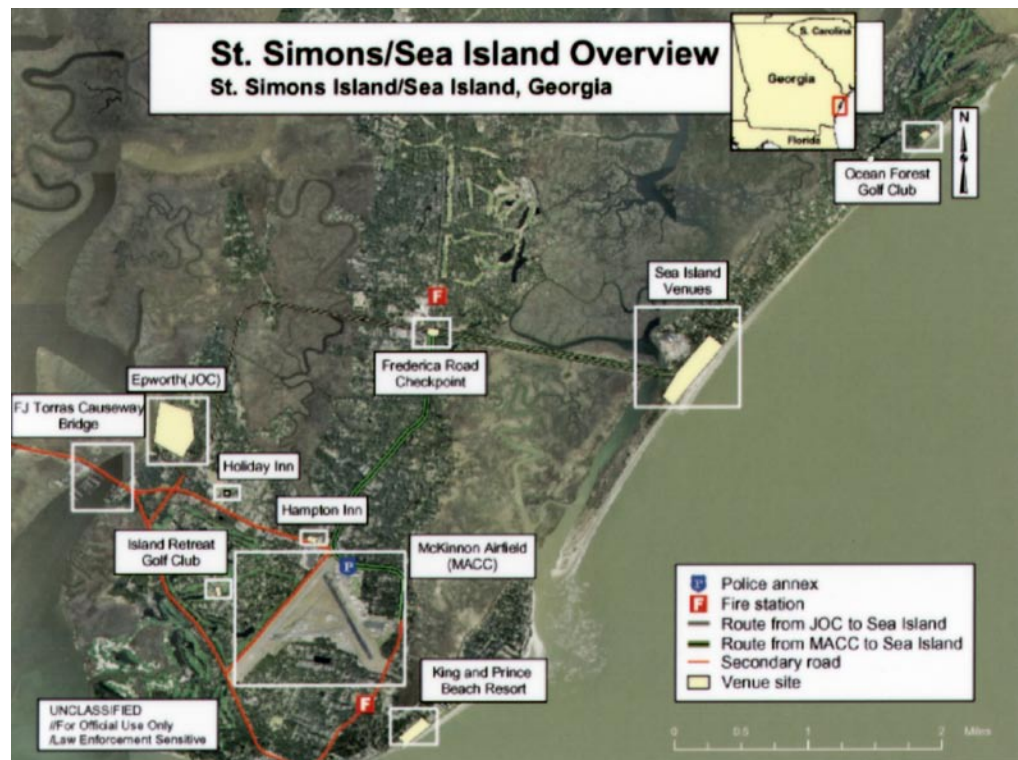 St. Simons/Sea Island Overview
St. Simons Island/Sea Island, Georgia
S. Carolina
Georgia
Florida
N
Ocean Forest
Golf Club
Sea Island
Venues
F
Frederica Road
Checkpoint
Epworth(JOC)
FJ Torras Causeway
Bridge
Holiday Inn
Hampton Inn
Island Retreat
Golf Club
McKinnon Airfield
(MACC)
P
King and Prince
Beach Resort
F
P Police annex
F Fire station
Route from JOC to Sea Island
Route from MACC to Sea Island
Secondary road
Venue site
UNCLASSIFIED
//For Official Use Only
/Law Enforcement Sensitive
0 0.5 1 2 Miles